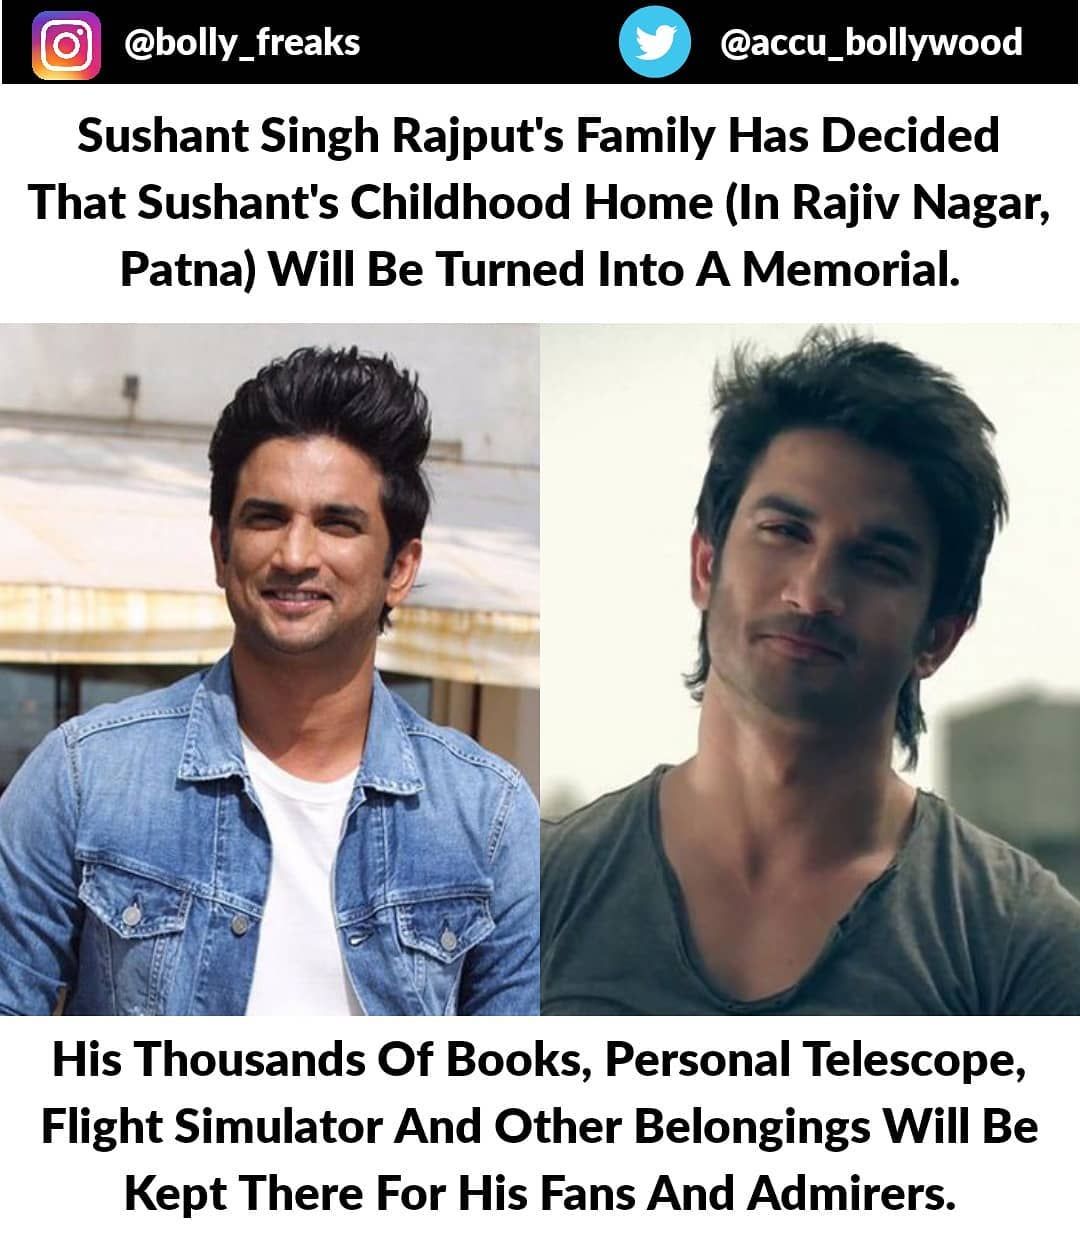 @bolly_freaks
@accu_bollywood
Sushant Singh Rajput's Family Has Decided
That Sushant's Childhood Home (In Rajiv Nagar,
Patna) Will Be Turned Into A Memorial.
His Thousands Of Books, Personal Telescope,
Flight Simulator And Other Belongings Will Be
Kept There For His Fans And Admirers.